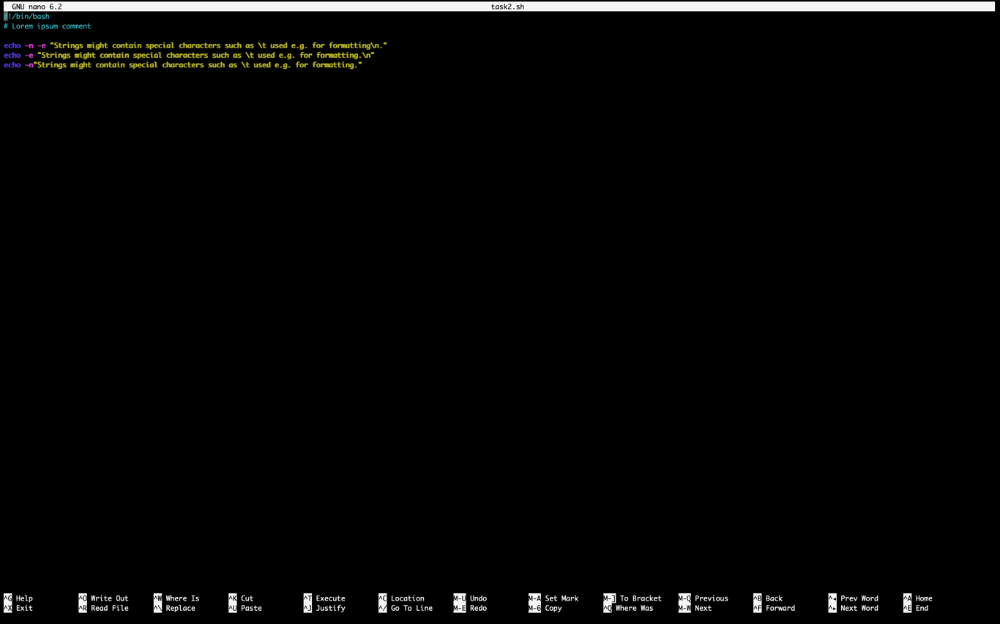 GNU nano 6.2 task2.sh
#!/bin/bash
# Lorem ipsum comment
echo -n -e "Strings might contain special characters such as \t used e.g. for formatting\n."
echo -e "Strings might contain special characters such as \t used e.g. for formatting.\n"
echo -n"Strings might contain special characters such as \t used e.g. for formatting."
^G Help ^O Write Out ^W Where Is ^K Cut ^T Execute ^C Location M-U Undo M-A Set Mark M-] To Bracket M-Q Previous ^B Back ^◂ Prev Word ^A Home
^X Exit ^R Read File ^\ Replace ^U Paste ^J Justify ^/ Go To Line M-E Redo M-6 Copy ^Q Where Was M-W Next ^F Forward ^▸ Next Word ^E End